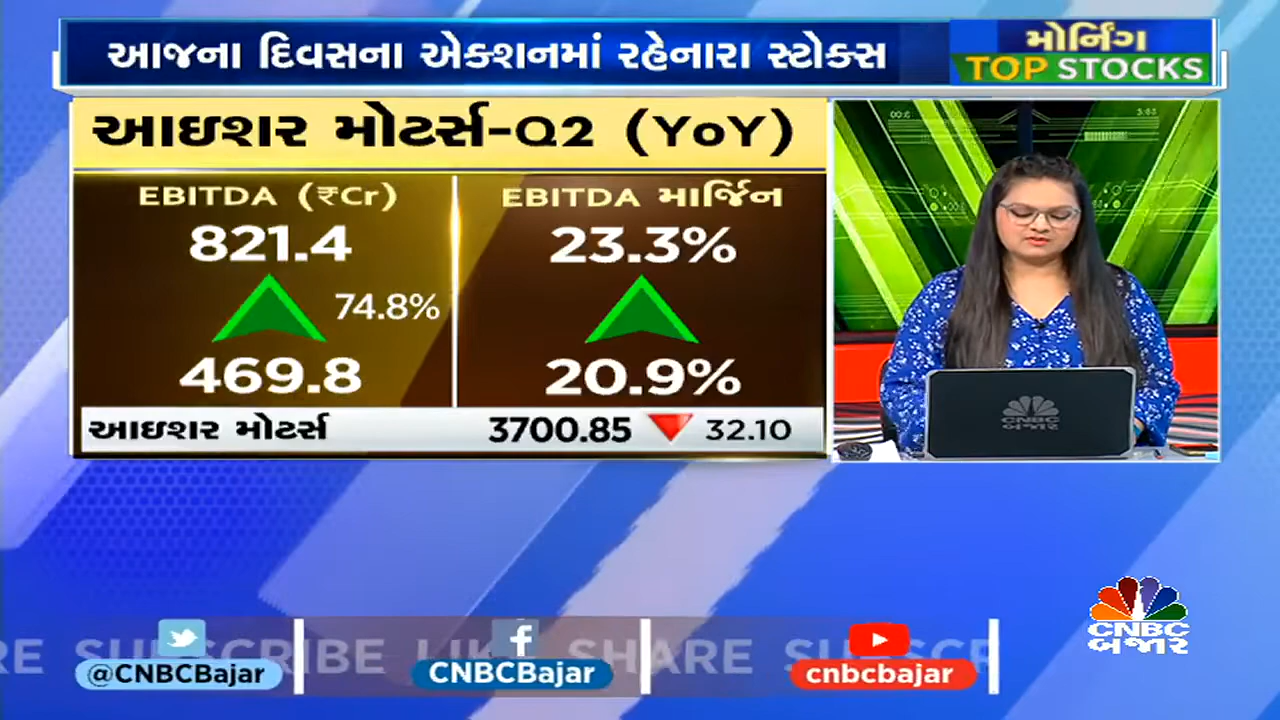 આજના દિવસના એક્શનમાં રહેનારા સ્ટોક્સ
મોર્નિંગ
TOP STOCKS
આઇશર મોટર્સ-Q2 (YoY)
EBITDA (₹Cr)
821.4
74.8%
469.8
EBITDA માર્જિન
23.3%
20.9%
આઇશર મોટર્સ 3700.85 32.10
CNBC
બજાર
CNBC
બજાર
SUBSCRIBE LIKE SHARE
@CNBCBajar
CNBCBajar
cnbcbajar